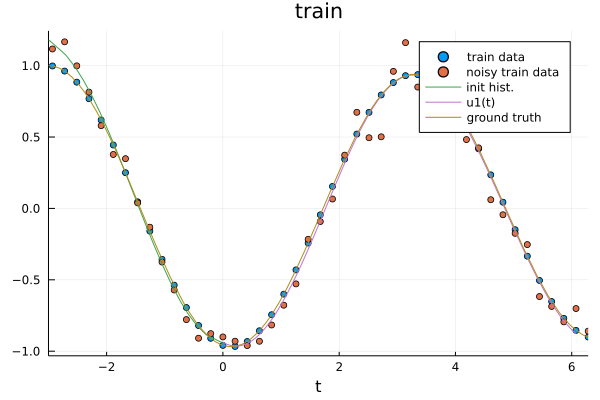 train
train data
noisy train data
init hist.
u1(t)
ground truth
1.0
0.5
0.0
−0.5
−1.0
−2 0 2 4 6
t